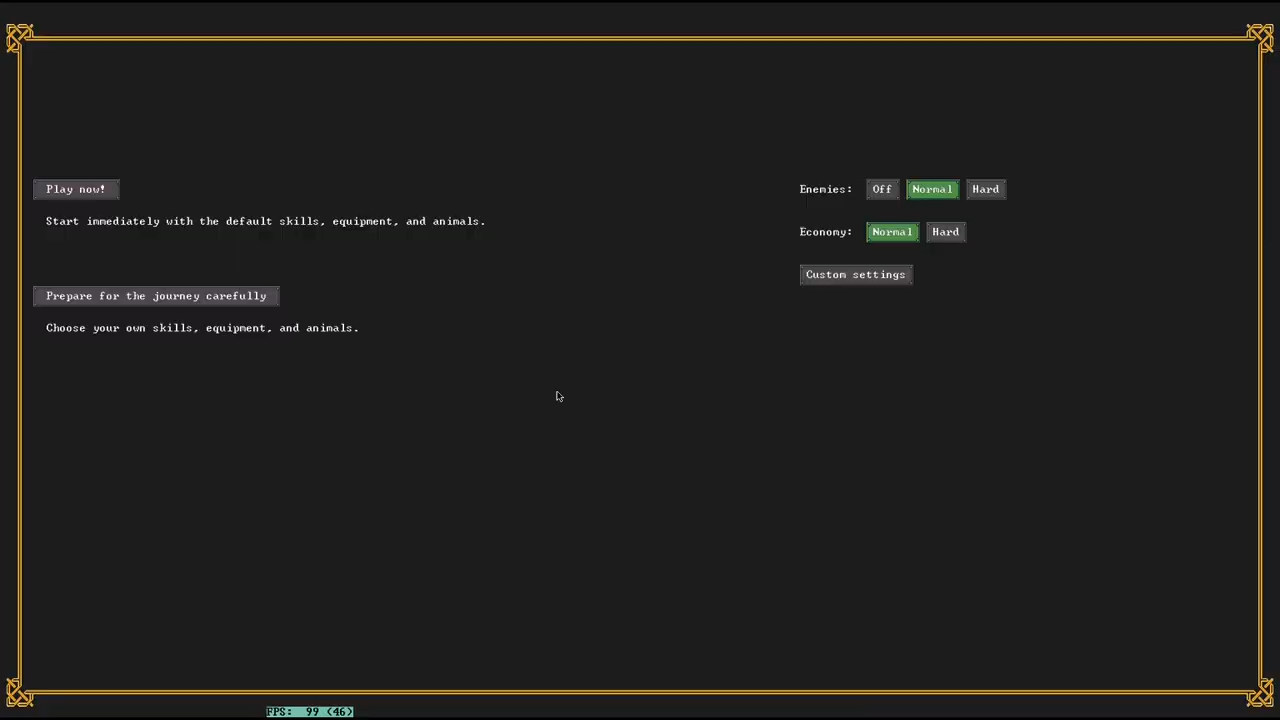 Play now!
Start immediately with the default skills, equipment, and animals.
Prepare for the journey carefully
Choose your own skills, equipment, and animals.
Enemies: Off Normal Hard
Economy: Normal Hard
Custom settings
FPS: 99 (46)